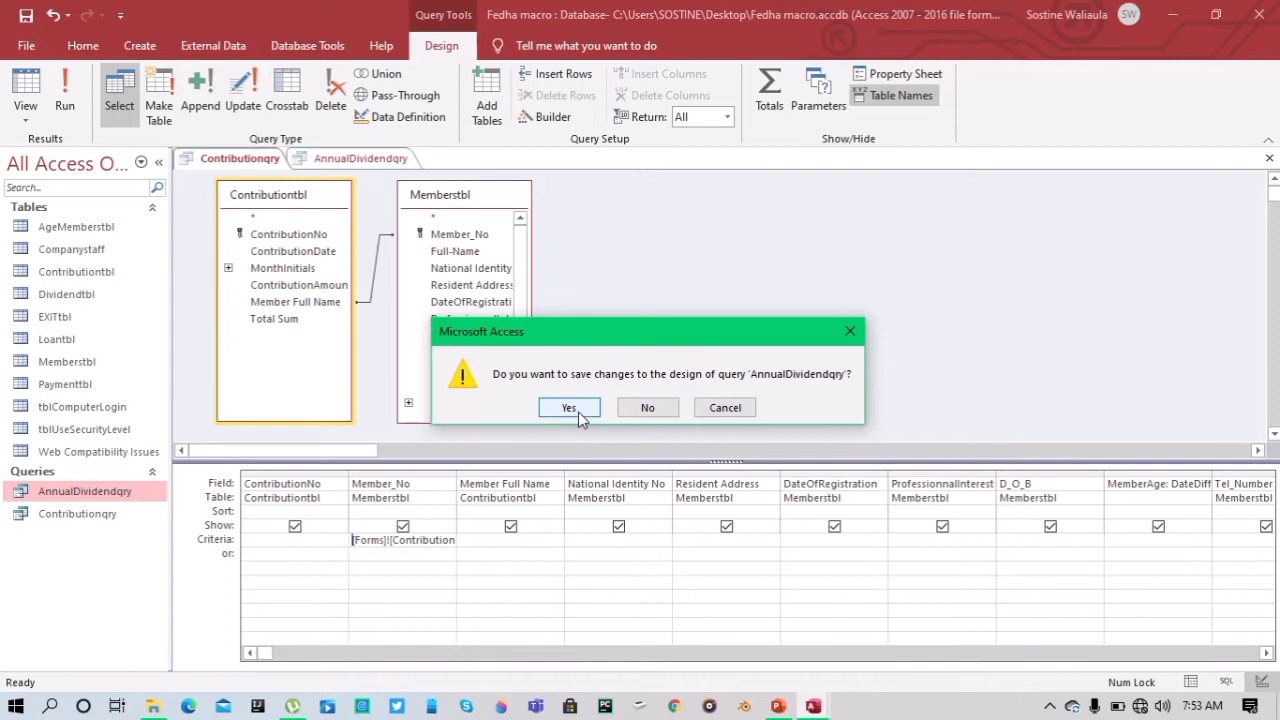 Query Tools
Fedha macro : Database- C:\Users\SOSTINE\Desktop\Fedha macro.accdb (Access 2007 - 2016 file form...
Sostine Waliaula
SW
File
Home
Create
External Data
Database Tools
Help
Design
Tell me what you want to do
View
Run
Select
Make Table
Append
Update
Crosstab
Delete
Union
Pass-Through
Data Definition
Add Tables
Insert Rows
Delete Rows
Builder
Insert Columns
Delete Columns
Return:
All
Totals
Parameters
Property Sheet
XYZ
Table Names
Results
Query Type
Query Setup
Show/Hide
All Access O...
Search...
Tables
AgeMemberstbl
Companystaff
Contributiontbl
Dividendtbl
EXITtbl
Loantbl
Memberstbl
Paymenttbl
tblComputerLogin
tblUseSecurityLevel
Web Compatibility Issues
Queries
AnnualDividendqry
Contributionqry
Contributionqry
AnnualDividendqry
Contributiontbl
*
ContributionNo
ContributionDate
MonthInitials
ContributionAmoun
Member Full Name
Total Sum
Memberstbl
*
Member_No
Full-Name
National Identity
Resident Address
DateOfRegistrati
Microsoft Access
Do you want to save changes to the design of query 'AnnualDividendqry'?
Yes
No
Cancel
Field: ContributionNo Member_No Member Full Name National Identity No Resident Address DateOfRegistration ProfessionnalInterest D_O_B MemberAge: DateDiff Tel_Number
Table: Contributiontbl Memberstbl Contributiontbl Memberstbl Memberstbl Memberstbl Memberstbl Memberstbl Memberstbl
Sort:
Show:
Criteria: [Forms]![Contribution
or:
Ready
Num Lock
SQL
7:53 AM